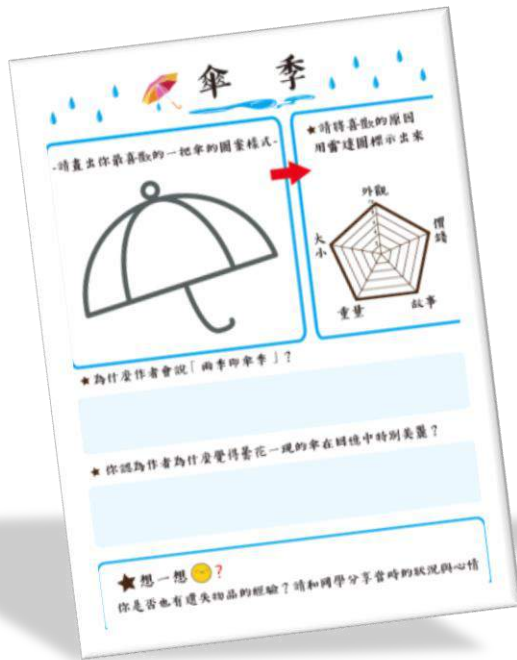 傘 季
-請畫出你最喜歡的一把傘的圖案樣式-
★請將喜歡的原因
用雷達圖標示出來
外觀
價錢
故事
重量
大小
★為什麼作者會說「雨季即傘季」?
★你認為作者為什麼覺得曇花一現的傘在回憶中特別美麗?
★想一想?
你是否也有遺失物品的經驗?請和同學分享當時的狀況與心情